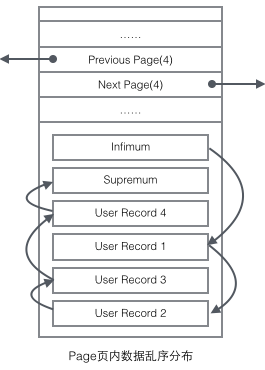 ……
Previous Page(4)
Next Page(4)
……
Infimum
Supremum
User Record 4
User Record 1
User Record 3
User Record 2
Page页内数据乱序分布